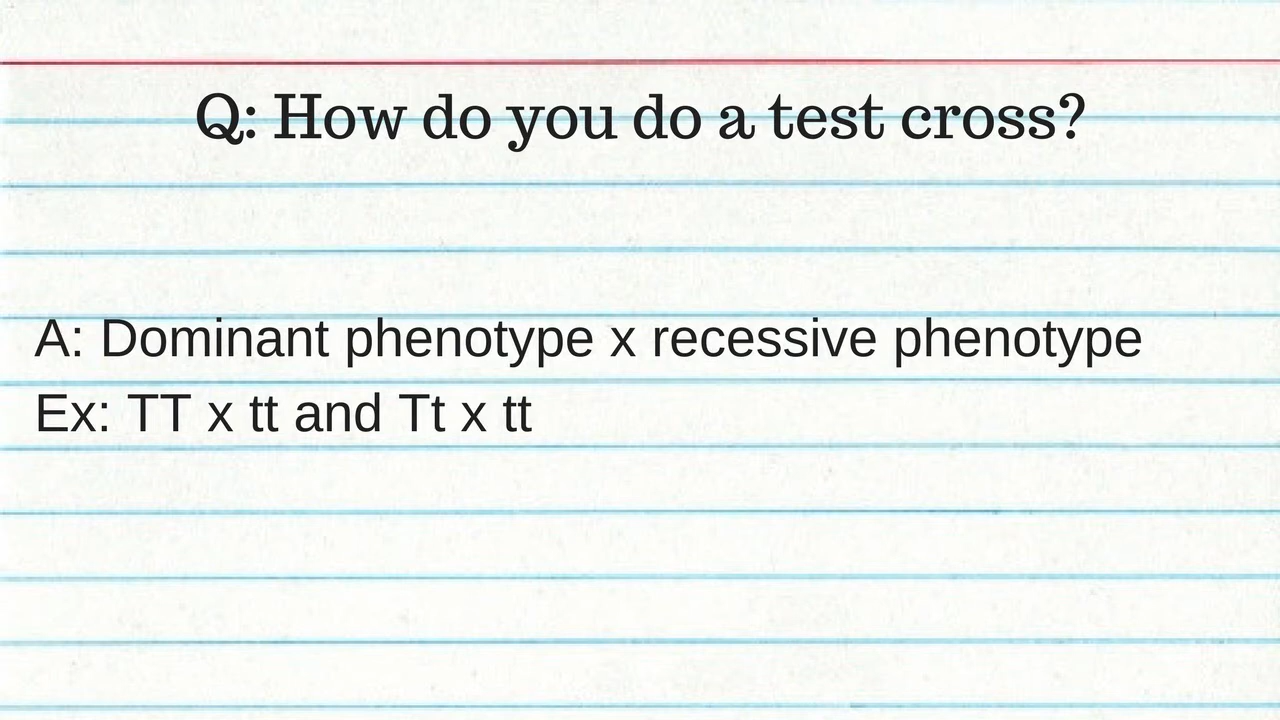 Q: How do you do a test cross?
A: Dominant phenotype x recessive phenotype
Ex: TT x tt and Tt x tt